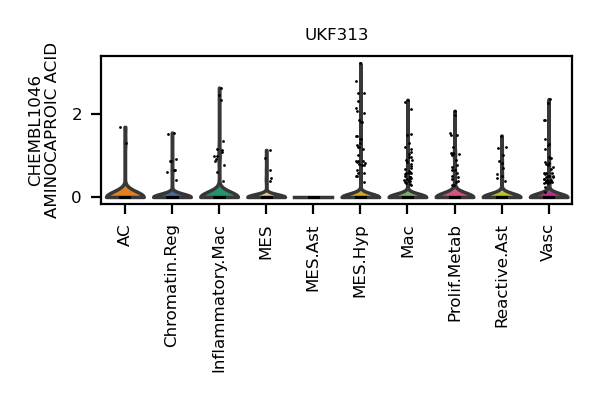 UKF313
CHEMBL1046
AMINOCAPROIC ACID
2
0
AC
Chromatin.Reg
Inflammatory.Mac
MES
MES.Ast
MES.Hyp
Mac
Prolif.Metab
Reactive.Ast
Vasc